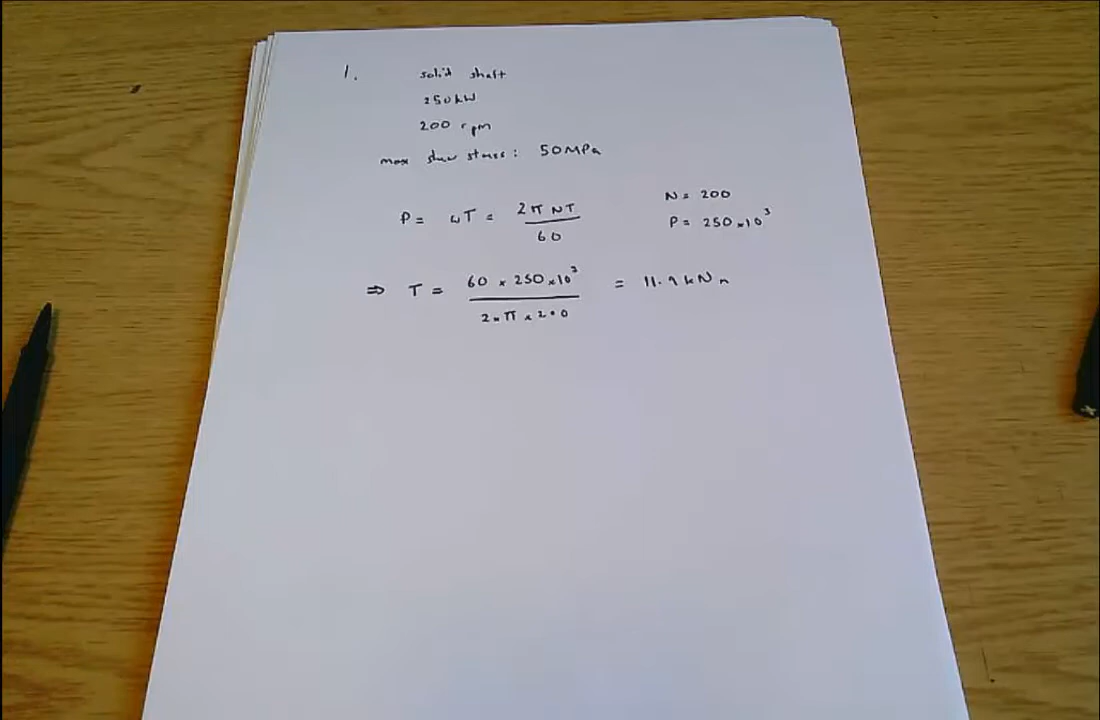 1. solid shaft
250kW
200 rpm
max shear stress: 50MPa
P = ωT = 2πNT / 60
N = 200
P = 250×10³
⇒ T = 60 × 250×10³ / 2×π×200 = 11.9kNm